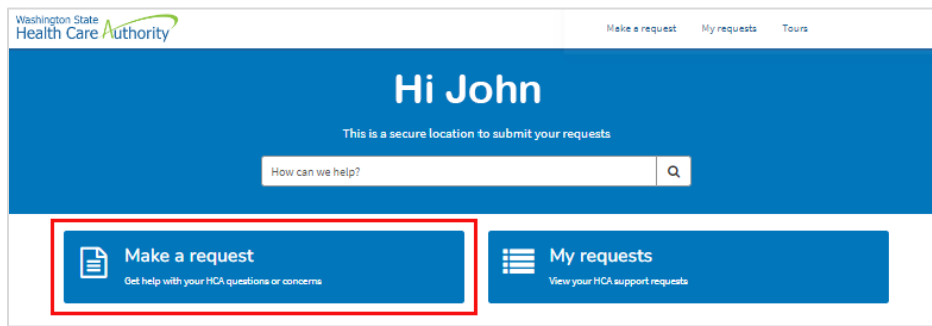 Washington State
Health Care Authority
Make a request My requests Tours
Hi John
This is a secure location to submit your requests
How can we help?
Make a request
Get help with your HCA questions or concerns
My requests
View your HCA support requests